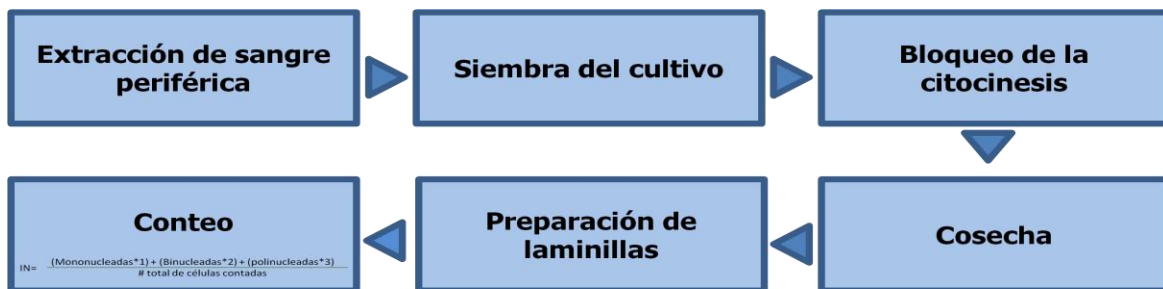 Extracción de sangre
periférica
Siembra del cultivo
Bloqueo de la
citocinesis
Conteo
IN= (Mononucleadas*1) + (Binucleadas*2) + (polinucleadas*3)
# total de células contadas
Preparación de
laminillas
Cosecha